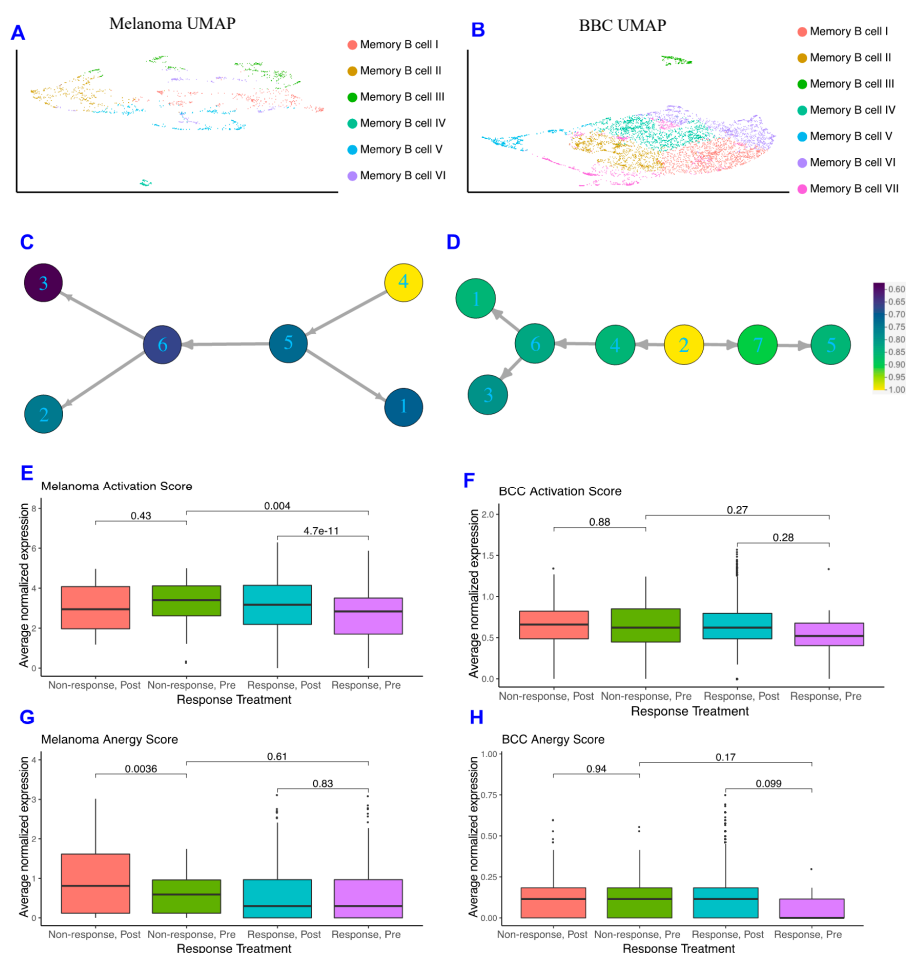 A
Melanoma UMAP
Memory B cell I
Memory B cell II
Memory B cell III
Memory B cell IV
Memory B cell V
Memory B cell VI
B
BBC UMAP
Memory B cell I
Memory B cell II
Memory B cell III
Memory B cell IV
Memory B cell V
Memory B cell VI
Memory B cell VII
C
3
4
6
5
2
1
D
1
6
4
2
7
5
3
0.60
0.65
0.70
0.75
0.80
0.85
0.90
0.95
1.00
E
Melanoma Activation Score
Average normalized expression
8
6
4
2
0
0.43
0.004
4.7e-11
Non-response, Post
Non-response, Pre
Response, Post
Response, Pre
Response Treatment
F
BCC Activation Score
Average normalized expression
2.0
1.5
1.0
0.5
0.0
0.88
0.27
0.28
Non-response, Post
Non-response, Pre
Response, Post
Response, Pre
Response Treatment
G
Melanoma Anergy Score
Average normalized expression
4
3
2
1
0
0.0036
0.61
0.83
Non-response, Post
Non-response, Pre
Response, Post
Response, Pre
Response Treatment
H
BCC Anergy Score
Average normalized expression
1.00
0.75
0.50
0.25
0.00
0.94
0.17
0.099
Non-response, Post
Non-response, Pre
Response, Post
Response, Pre
Response Treatment